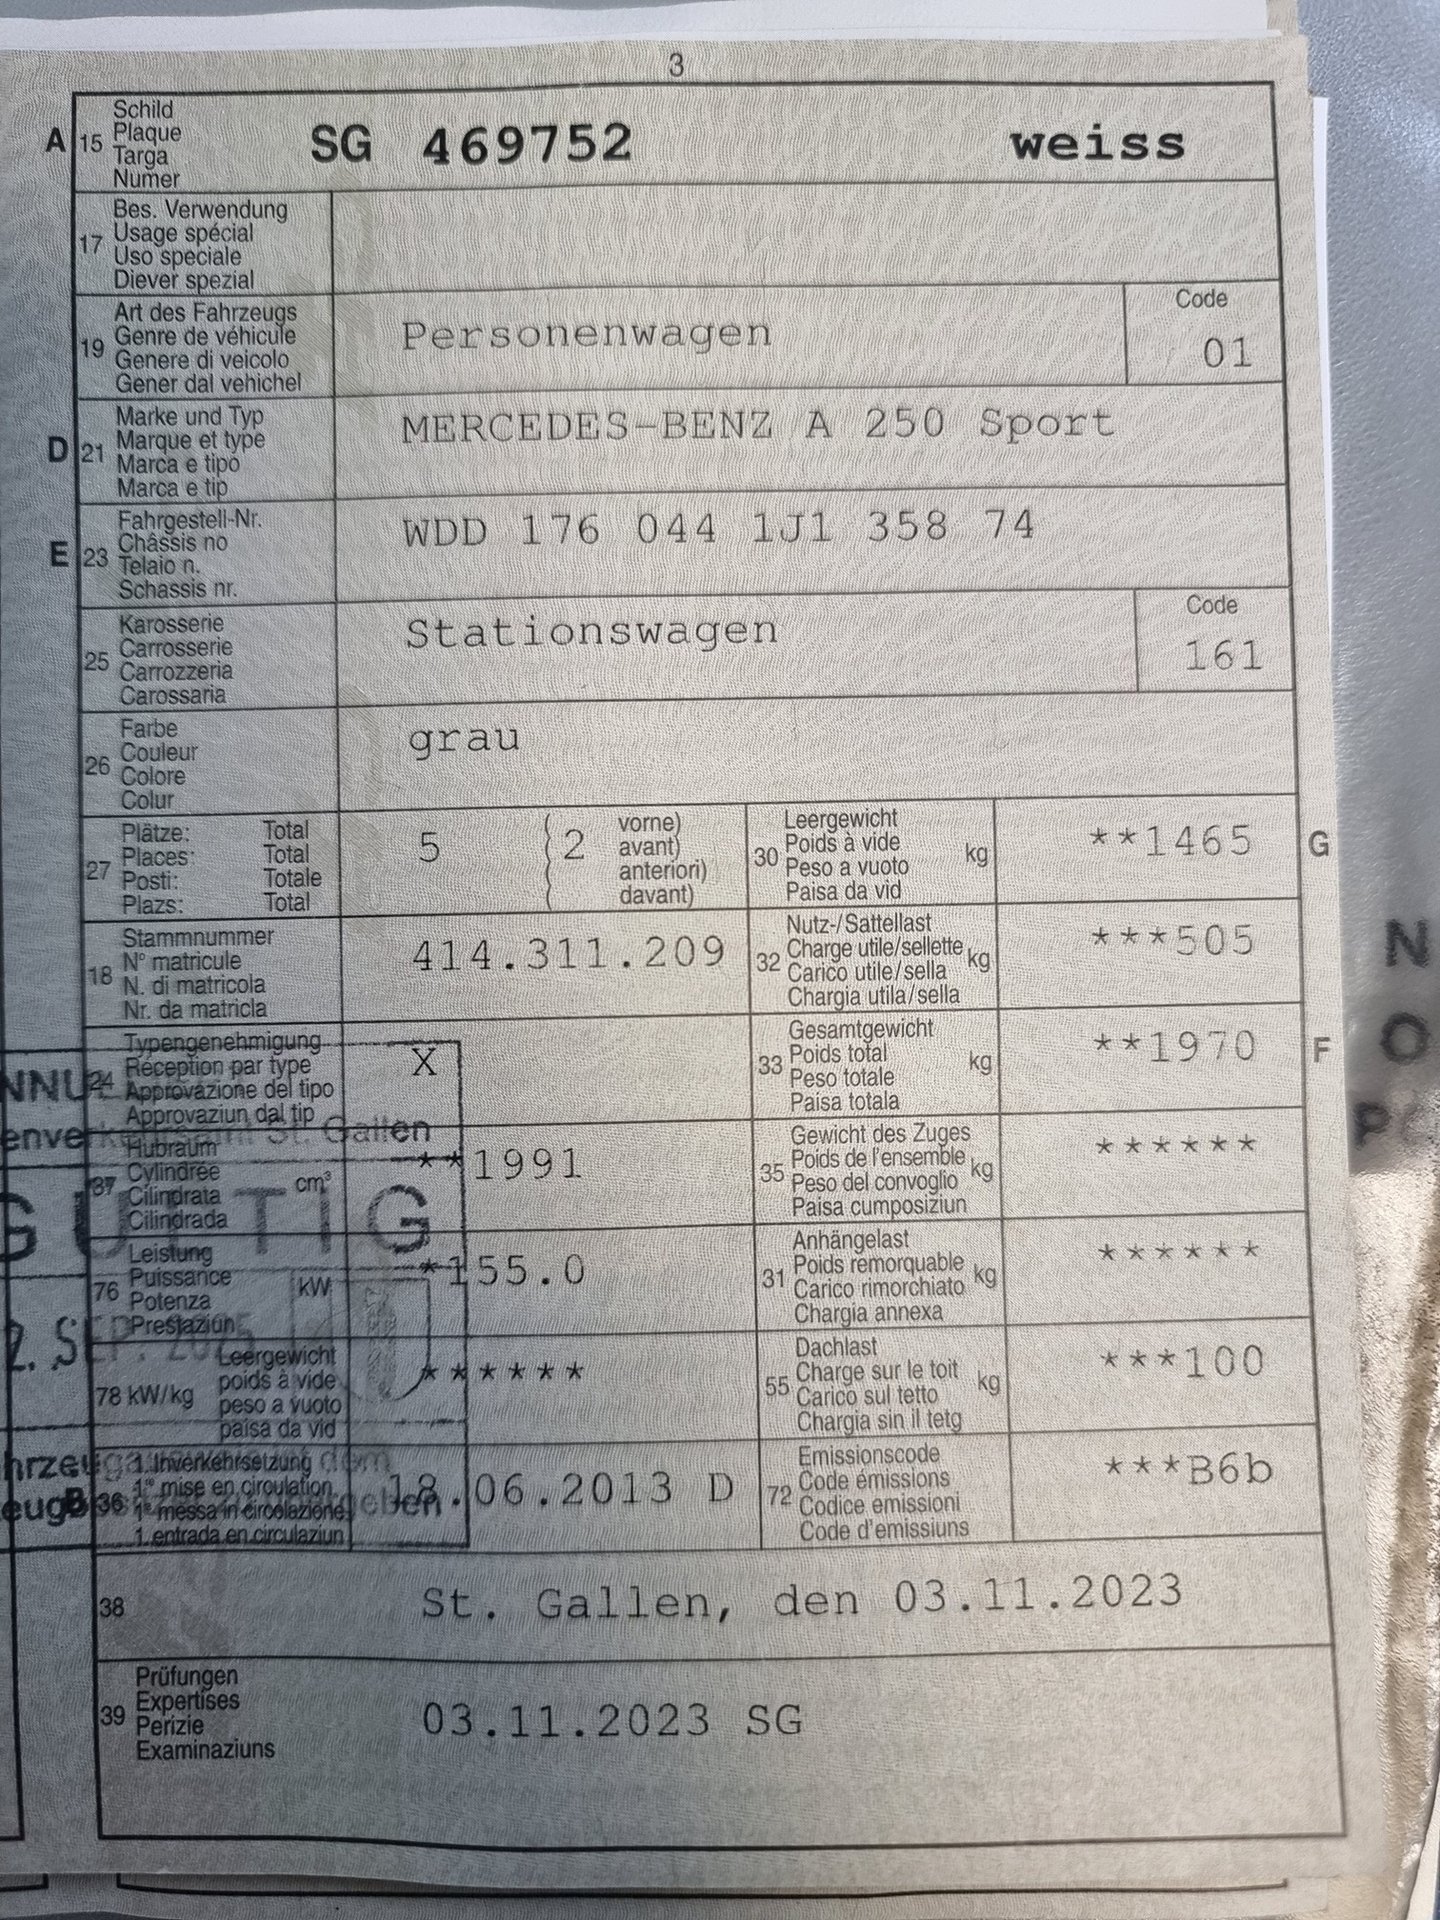 3
A 15 Schild Plaque Targa Numer SG 469752 weiss
17 Bes. Verwendung
Usage spécial
Uso speciale
Diever spezial
19 Art des Fahrzeugs
Genre de véhicule
Genere di veicolo
Gener dal vehichel
Personenwagen
Code
01
D 21 Marke und Typ
Marque et type
Marca e tipo
Marca e tip
MERCEDES-BENZ A 250 Sport
E 23 Fahrgestell-Nr.
Châssis no
Telaio n.
Schassis nr.
WDD 176 044 1J1 358 74
25 Karosserie
Carrosserie
Carrozzeria
Carossaria
Stationswagen
Code
161
26 Farbe
Couleur
Colore
Colur
grau
27 Plätze: Total
Places: Total
Posti: Totale
Plazs: Total
5 ( 2 vorne)
( avant)
( anteriori)
( davant)
30 Leergewicht
Poids à vide
Peso a vuoto
Paisa da vid
kg **1465 G
18 Stammnummer
N° matricule
N. di matricola
Nr. da matricla
414.311.209
32 Nutz-/Sattellast
Charge utile/sellette
Carico utile/sella
Chargia utila/sella
kg ***505
24 Typengenehmigung
Réception par type
Approvazione del tipo
Approvaziun dal tip
X
33 Gesamtgewicht
Poids total
Peso totale
Paisa totala
kg **1970 F
37 Hubraum
Cylindrée
Cilindrata
Cilindrada
cm³ **1991
35 Gewicht des Zuges
Poids de l'ensemble
Peso del convoglio
Paisa cumposiziun
kg ******
76 Leistung
Puissance
Potenza
Prestaziun
kW *155.0
31 Anhängelast
Poids remorquable
Carico rimorchiato
Chargia annexa
kg ******
78 kW/kg Leergewicht
poids à vide
peso a vuoto
paisa da vid
******
55 Dachlast
Charge sur le toit
Carico sul tetto
Chargia sin il tetg
kg ***100
B 36 1. Inverkehrsetzung
1re mise en circulation
1a messa in circolazione
1. entrada en circulaziun
18.06.2013 D
72 Emissionscode
Code émissions
Codice emissioni
Code d'emissiuns
***B6b
38 St. Gallen, den 03.11.2023
39 Prüfungen
Expertises
Perizie
Examinaziuns
03.11.2023 SG
St. Gallen
N
O